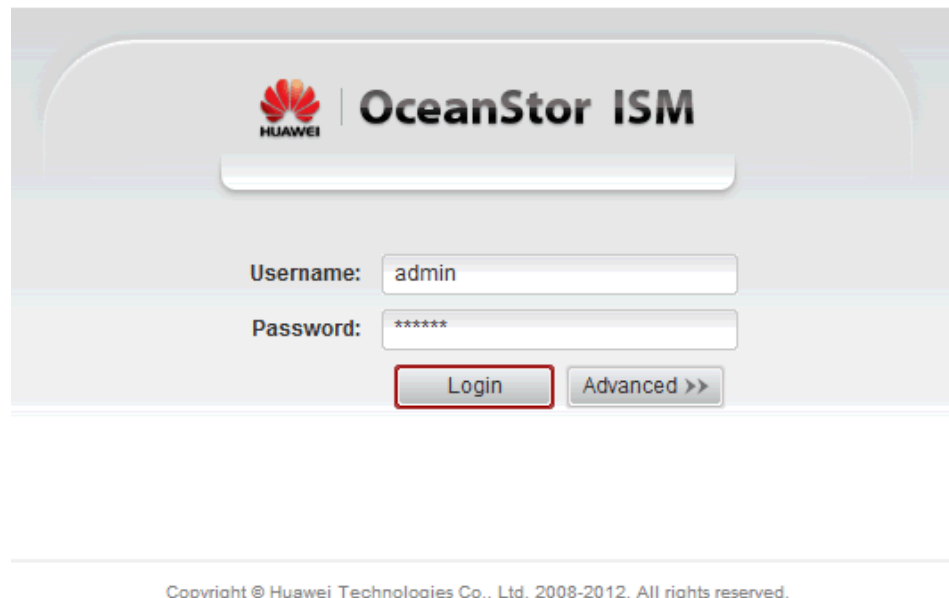 HUAWEI
OceanStor ISM
Username: admin
Password: ******
Login
Advanced >>
Copyright © Huawei Technologies Co., Ltd. 2008-2012. All rights reserved.